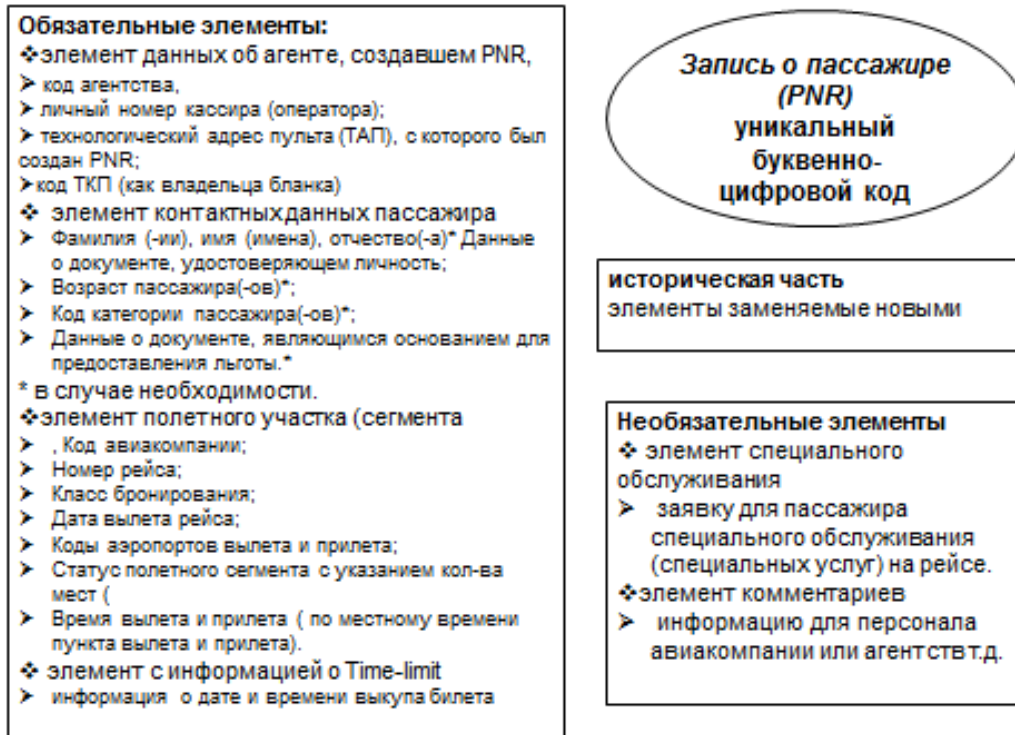 Обязательные элементы:
❖элемент данных об агенте, создавшем PNR,
➤ код агентства,
➤ личный номер кассира (оператора);
➤ технологический адрес пульта (ТАП), с которого был
создан PNR;
➤код ТКП (как владельца бланка)
❖ элемент контактныхданных пассажира
➤ Фамилия (-ии), имя (имена), отчество(-а)* Данные
о документе, удостоверяющем личность;
➤ Возраст пассажира(-ов)*;
➤ Код категории пассажира(-ов)*;
➤ Данные о документе, являющимся основанием для
предоставления льготы.*
* в случае необходимости.
❖элемент полетного участка (сегмента
➤ , Код авиакомпании;
➤ Номер рейса;
➤ Класс бронирования;
➤ Дата вылета рейса;
➤ Коды аэропортов вылета и прилета;
➤ Статус полетного сегмента с указанием кол-ва
мест (
➤ Время вылета и прилета ( по местному времени
пункта вылета и прилета).
❖ элемент с информацией о Time-limit
➤ информация о дате и времени выкупа билета
Запись о пассажире
(PNR)
уникальный
буквенно-
цифровой код
историческая часть
элементы заменяемые новыми
Необязательные элементы
❖ элемент специального
обслуживания
➤ заявку для пассажира
специального обслуживания
(специальных услуг) на рейсе.
❖элемент комментариев
➤ информацию для персонала
авиакомпании или агентств т.д.